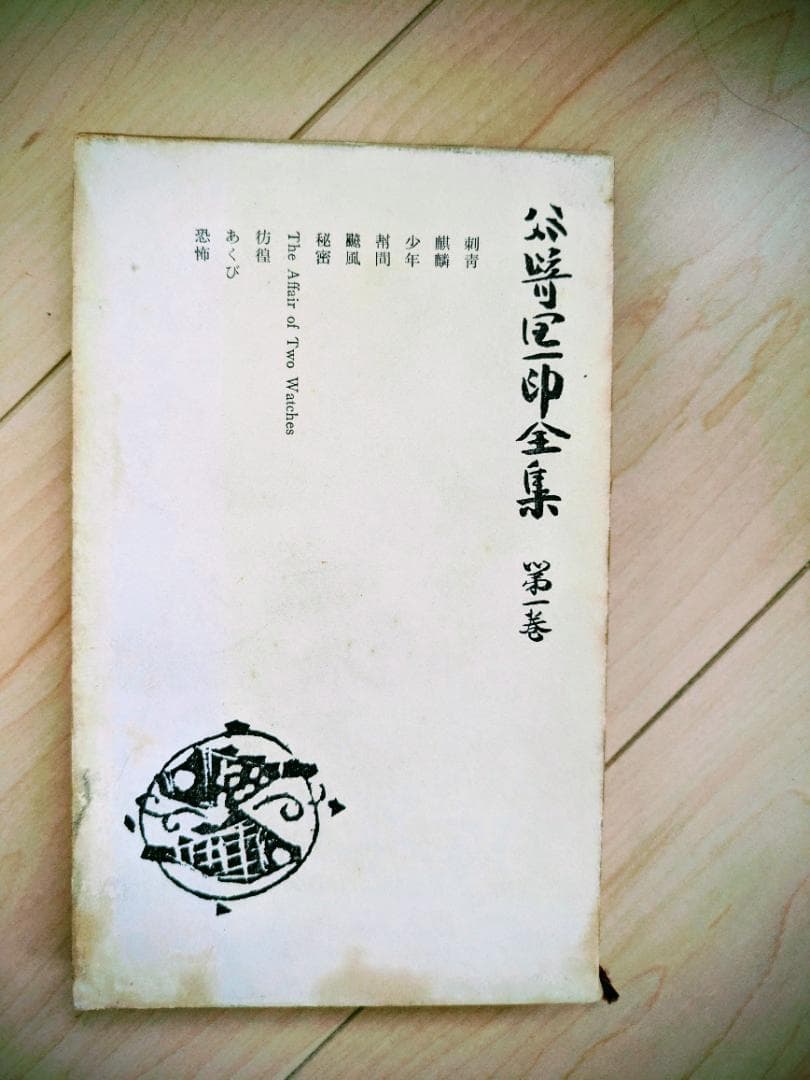 谷崎潤一郎全集 第一巻
刺青
麒麟
少年
幇間
飇風
秘密
The Affair of Two Watches
彷徨
あくび
恐怖